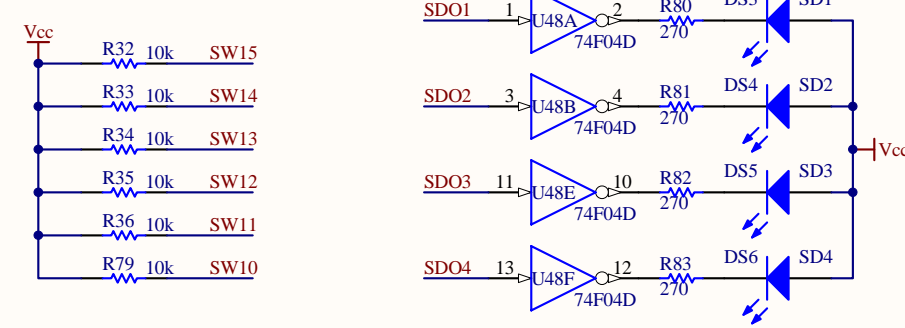 Vcc
R32 10k SW15
R33 10k SW14
R34 10k SW13
R35 10k SW12
R36 10k SW11
R79 10k SW10
SDO1 1 U48A 2 R80 DS3 SD1
74F04D 270
SDO2 3 U48B 4 R81 DS4 SD2
74F04D 270
Vcc
SDO3 11 U48E 10 R82 DS5 SD3
74F04D 270
SDO4 13 U48F 12 R83 DS6 SD4
74F04D 270